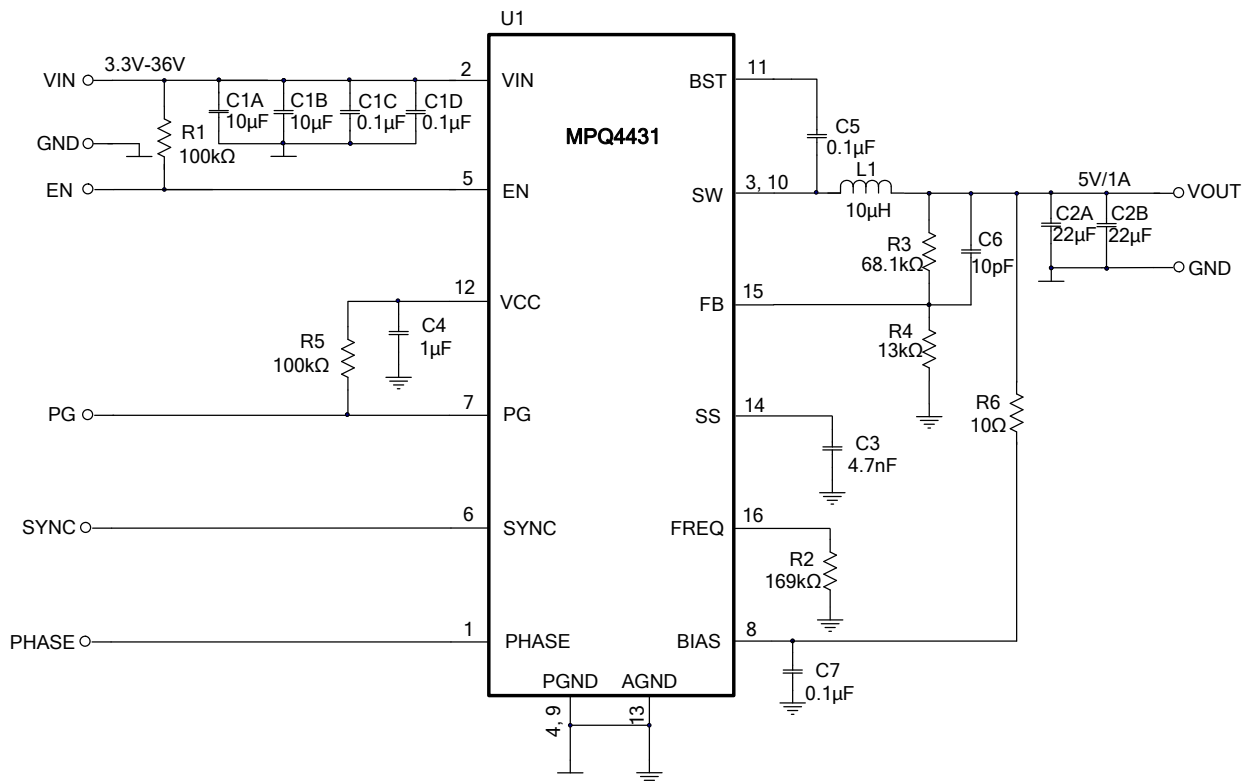 U1
MPQ4431
VIN
3.3V-36V
2
VIN
C1A
10µF
C1B
10µF
C1C
0.1µF
C1D
0.1µF
GND
R1
100kΩ
EN
5
EN
12
VCC
R5
100kΩ
C4
1µF
PG
7
PG
SYNC
6
SYNC
PHASE
1
PHASE
PGND
AGND
4, 9
13
BST
11
C5
0.1µF
SW
3, 10
L1
10µH
5V/1A
VOUT
C2A
22µF
C2B
22µF
GND
R3
68.1kΩ
C6
10pF
FB
15
R4
13kΩ
SS
14
C3
4.7nF
R6
10Ω
FREQ
16
R2
169kΩ
BIAS
8
C7
0.1µF